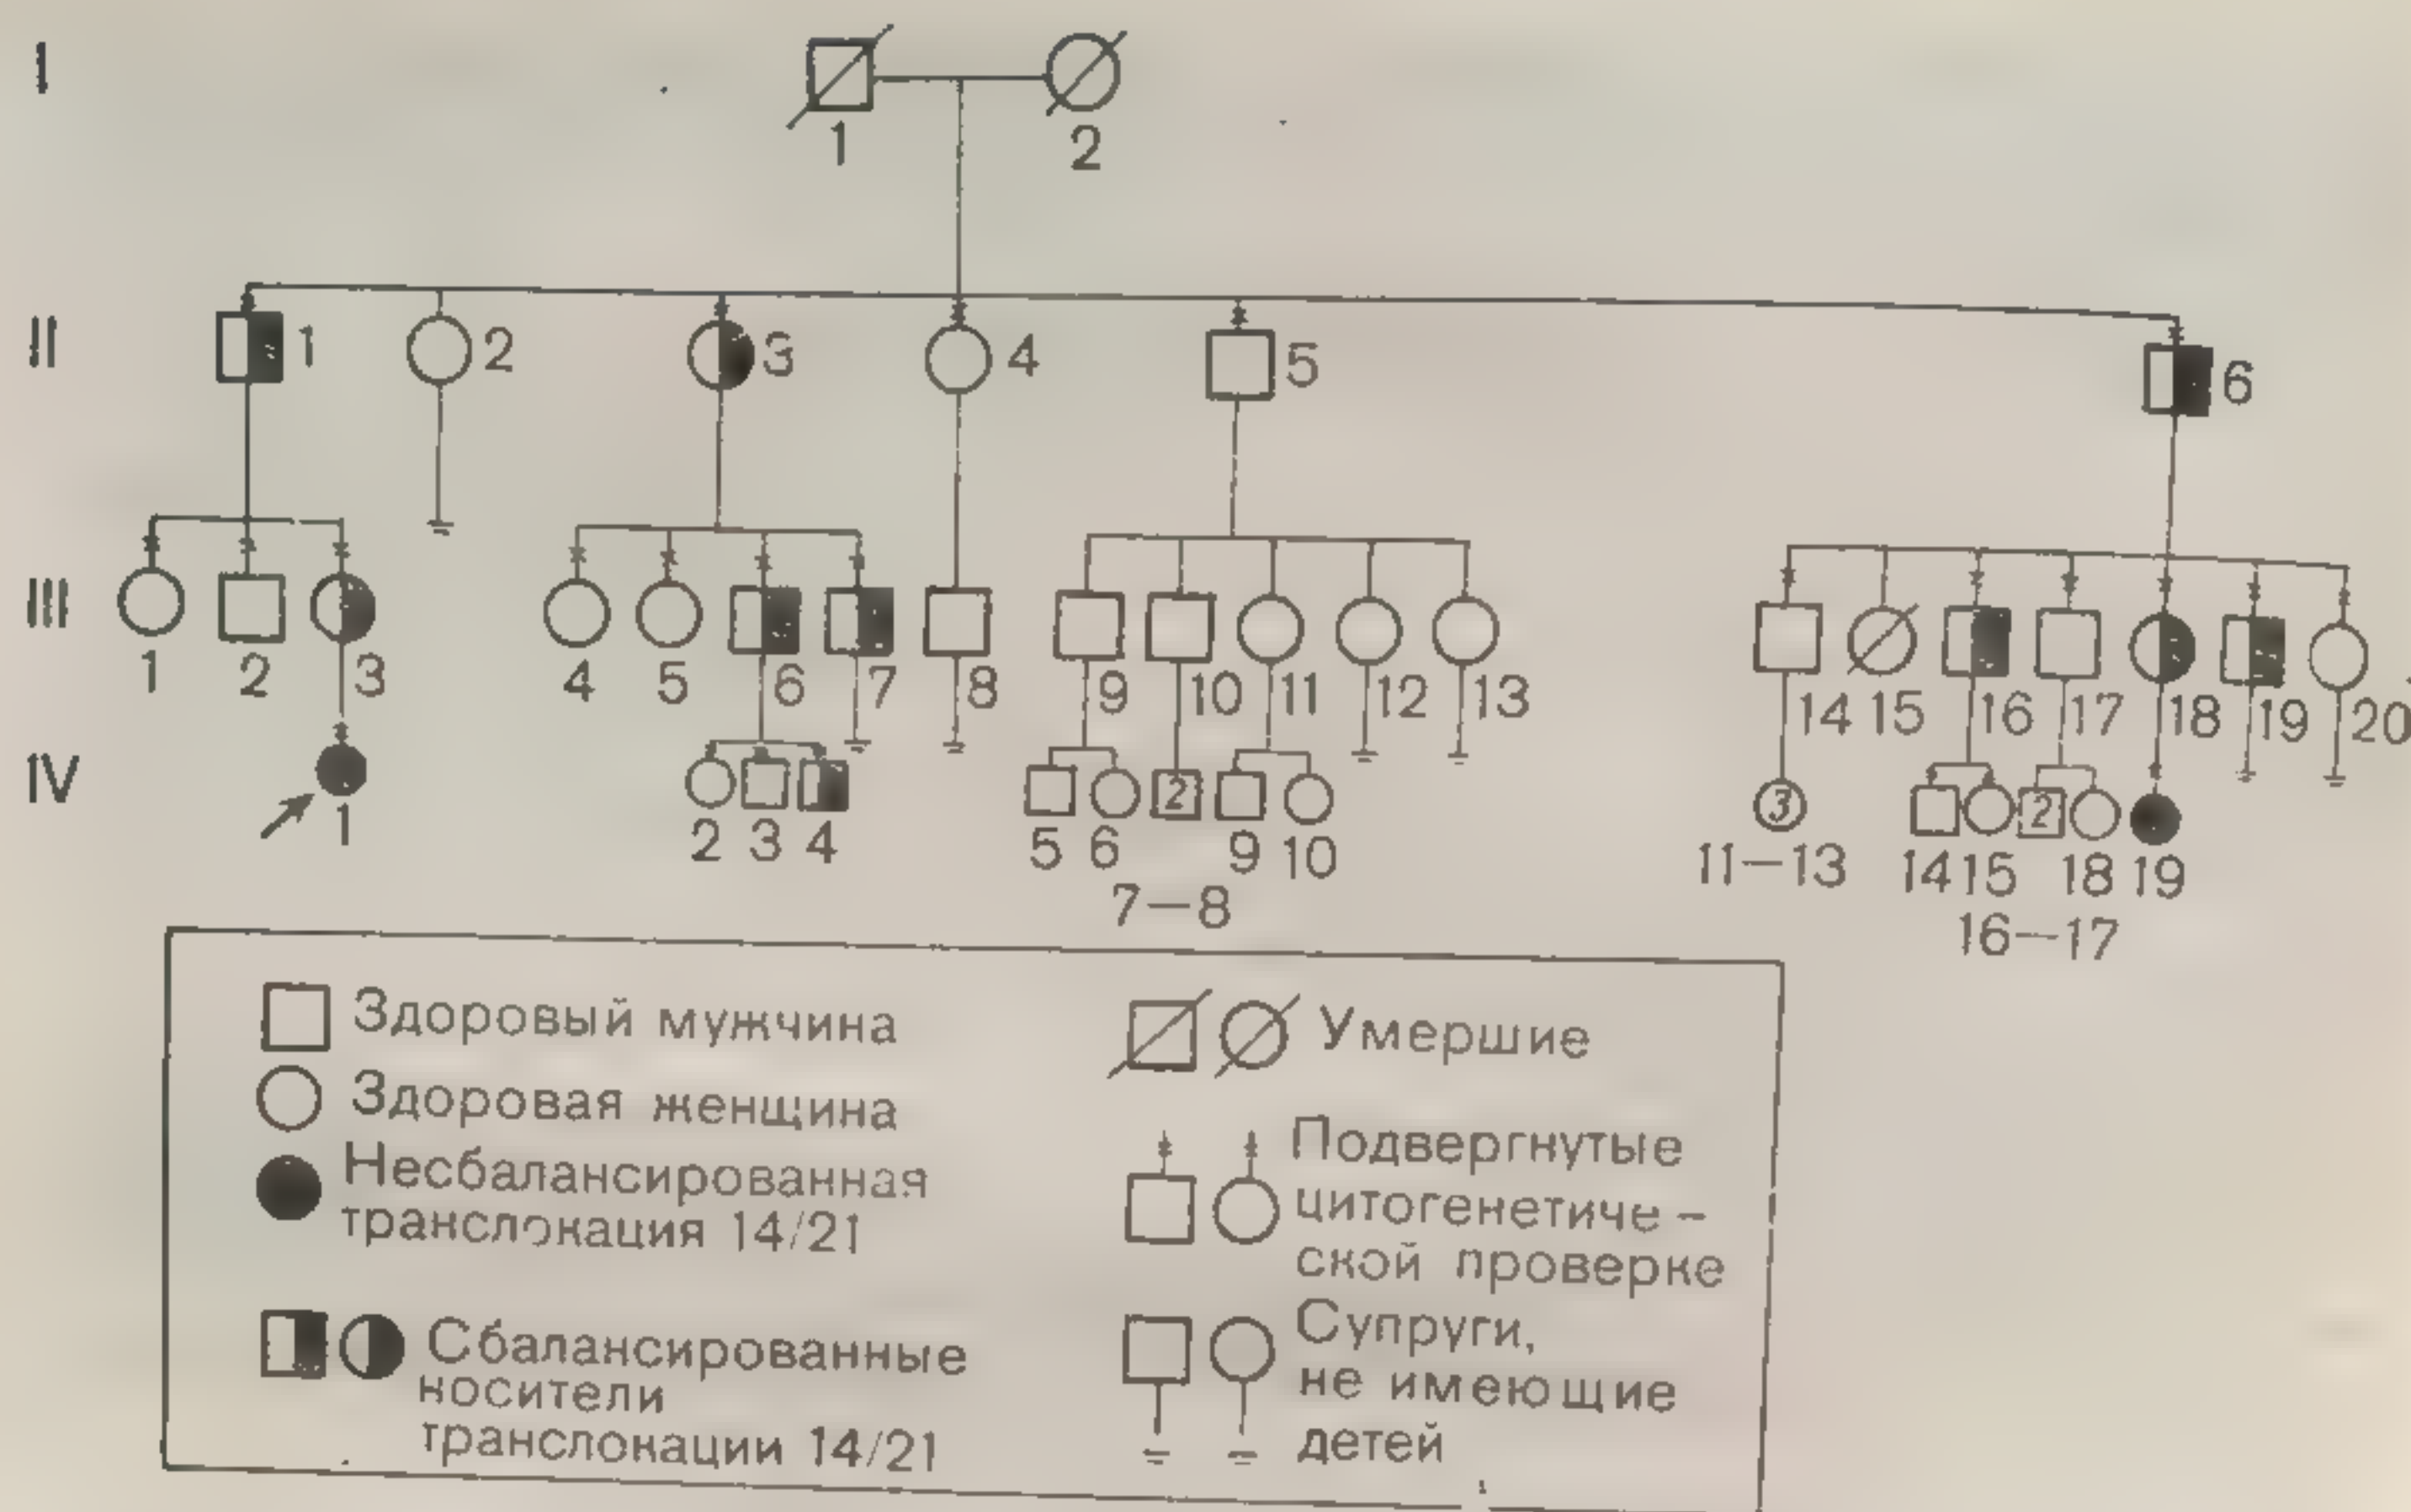 I
1 2
II
1 2 3 4 5 6
III
1 2 3 4 5 6 7 8 9 10 11 12 13 14 15 16 17 18 19 20
2 2 3
IV
1 2 3 4 5 6 9 10 11—13 14 15 18 19
7—8 16—17
Здоровый мужчина
Здоровая женщина
Несбалансированная
транслокация 14/21
Сбалансированные
носители
транслокации 14/21
Умершие
Подвергнутые
цитогенетиче-
ской проверке
Супруги,
не имеющие
детей